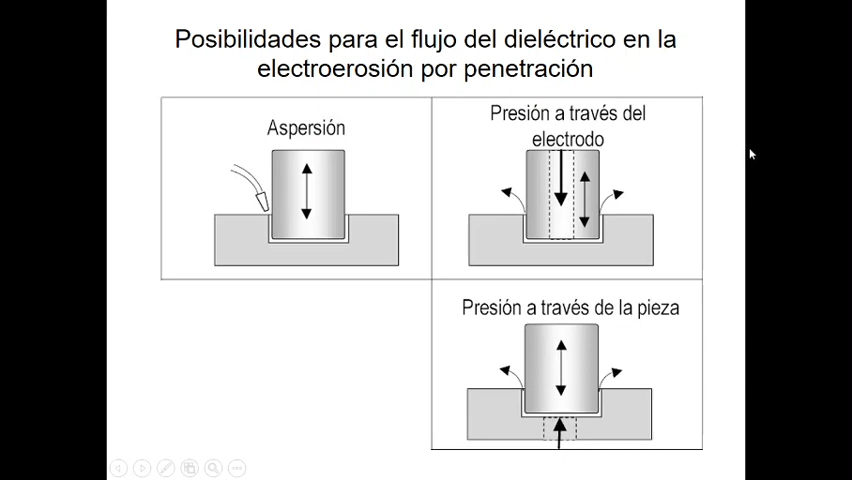 Posibilidades para el flujo del dieléctrico en la
electroerosión por penetración
Aspersión
Presión a través del
electrodo
Presión a través de la pieza